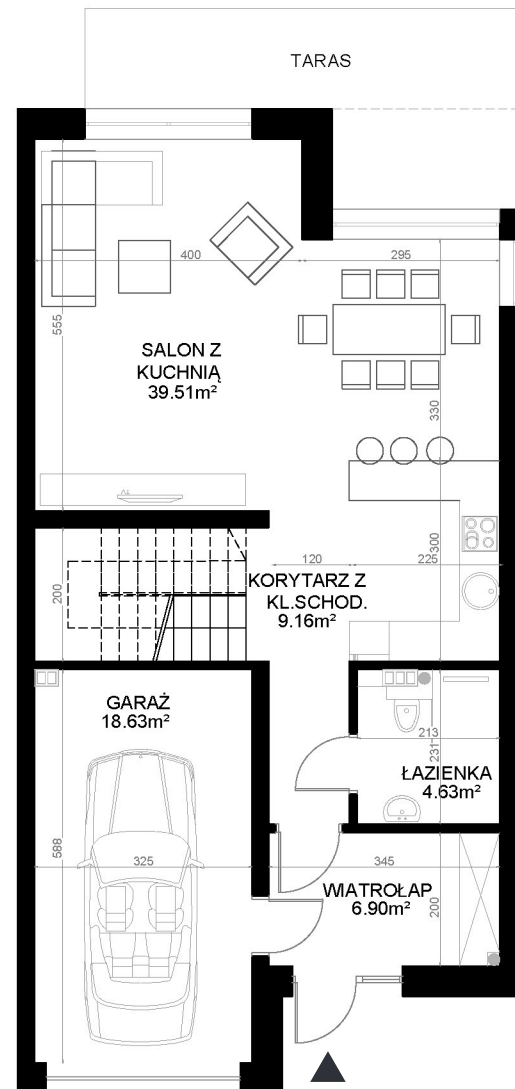 TARAS
400
295
555
SALON Z
KUCHNIĄ
39.51m²
330
300
120
225
200
KORYTARZ Z
KL.SCHOD.
9.16m²
GARAŻ
18.63m²
213
231
ŁAZIENKA
4.63m²
588
325
345
WIATROŁAP
6.90m²
200